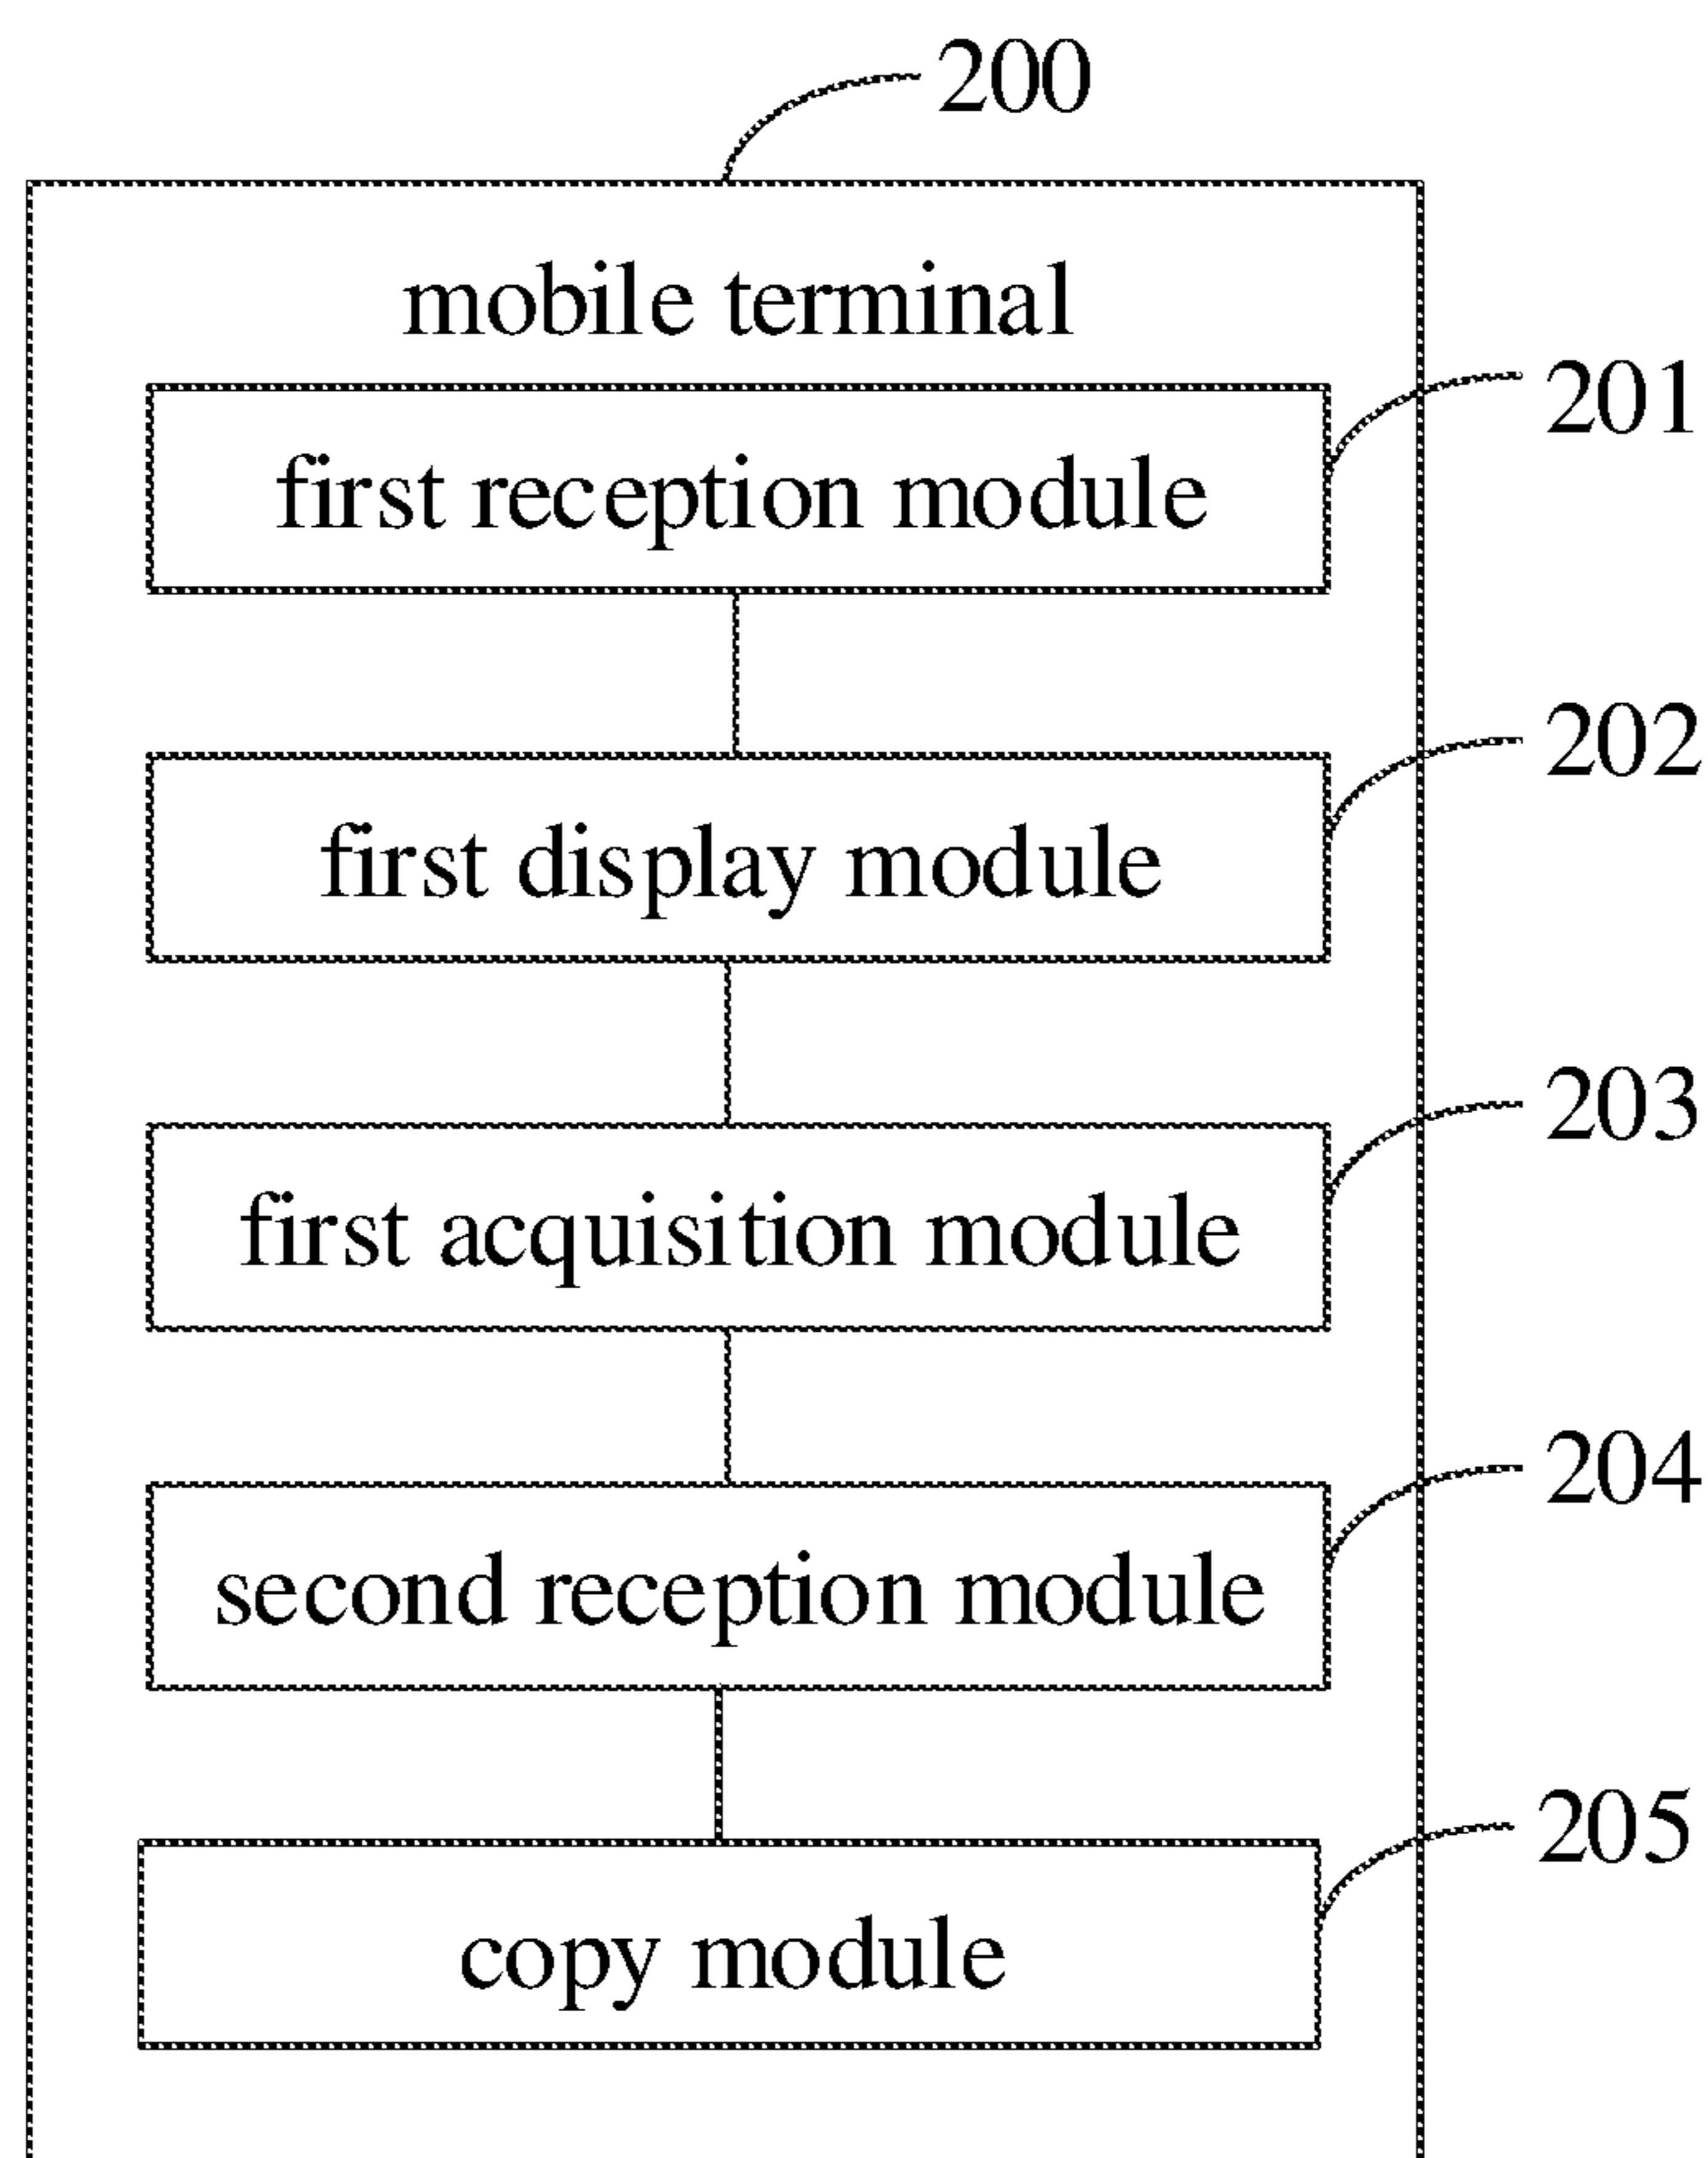 200
mobile terminal
201
first reception module
202
first display module
203
first acquisition module
204
second reception module
205
copy module